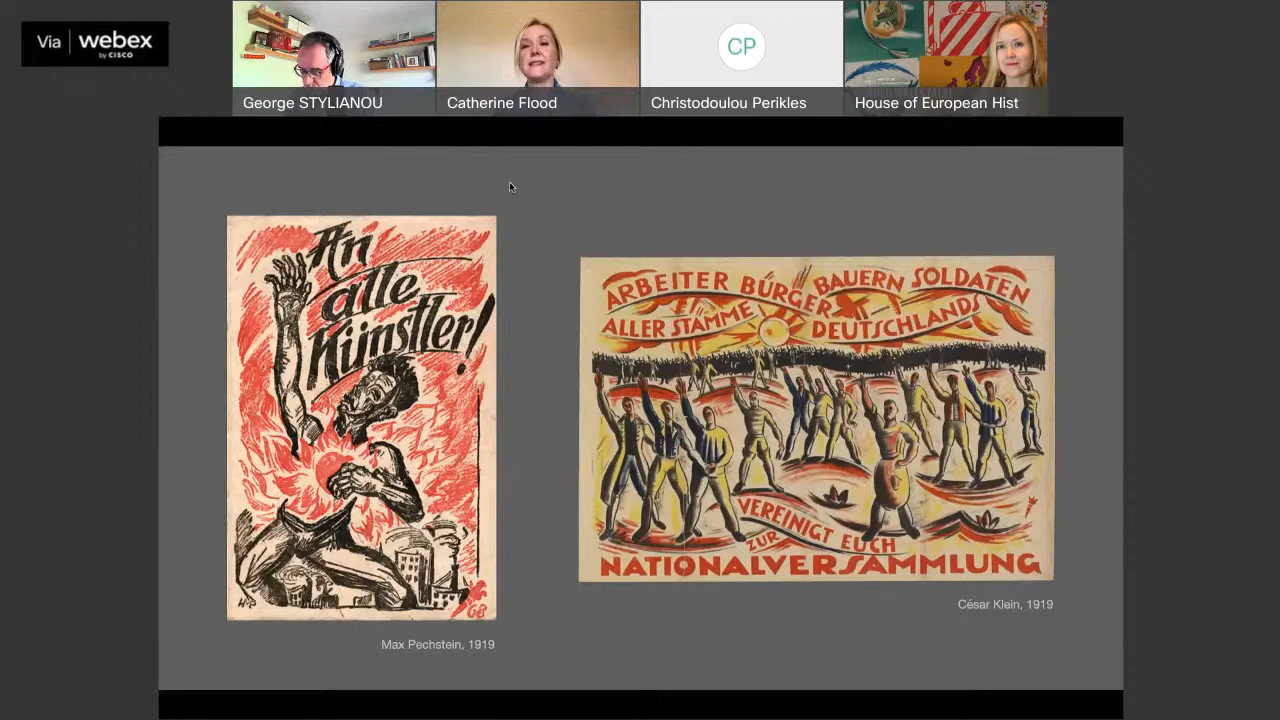 Via webex
by CISCO
George STYLIANOU
Catherine Flood
CP
Christodoulou Perikles
House of European Hist
An
alle
Künstler!
HMP
Max Pechstein, 1919
ARBEITER BÜRGER BAUERN SOLDATEN
ALLER STÄMME DEUTSCHLANDS
VEREINIGT EUCH
ZUR
NATIONALVERSAMMLUNG
César Klein, 1919